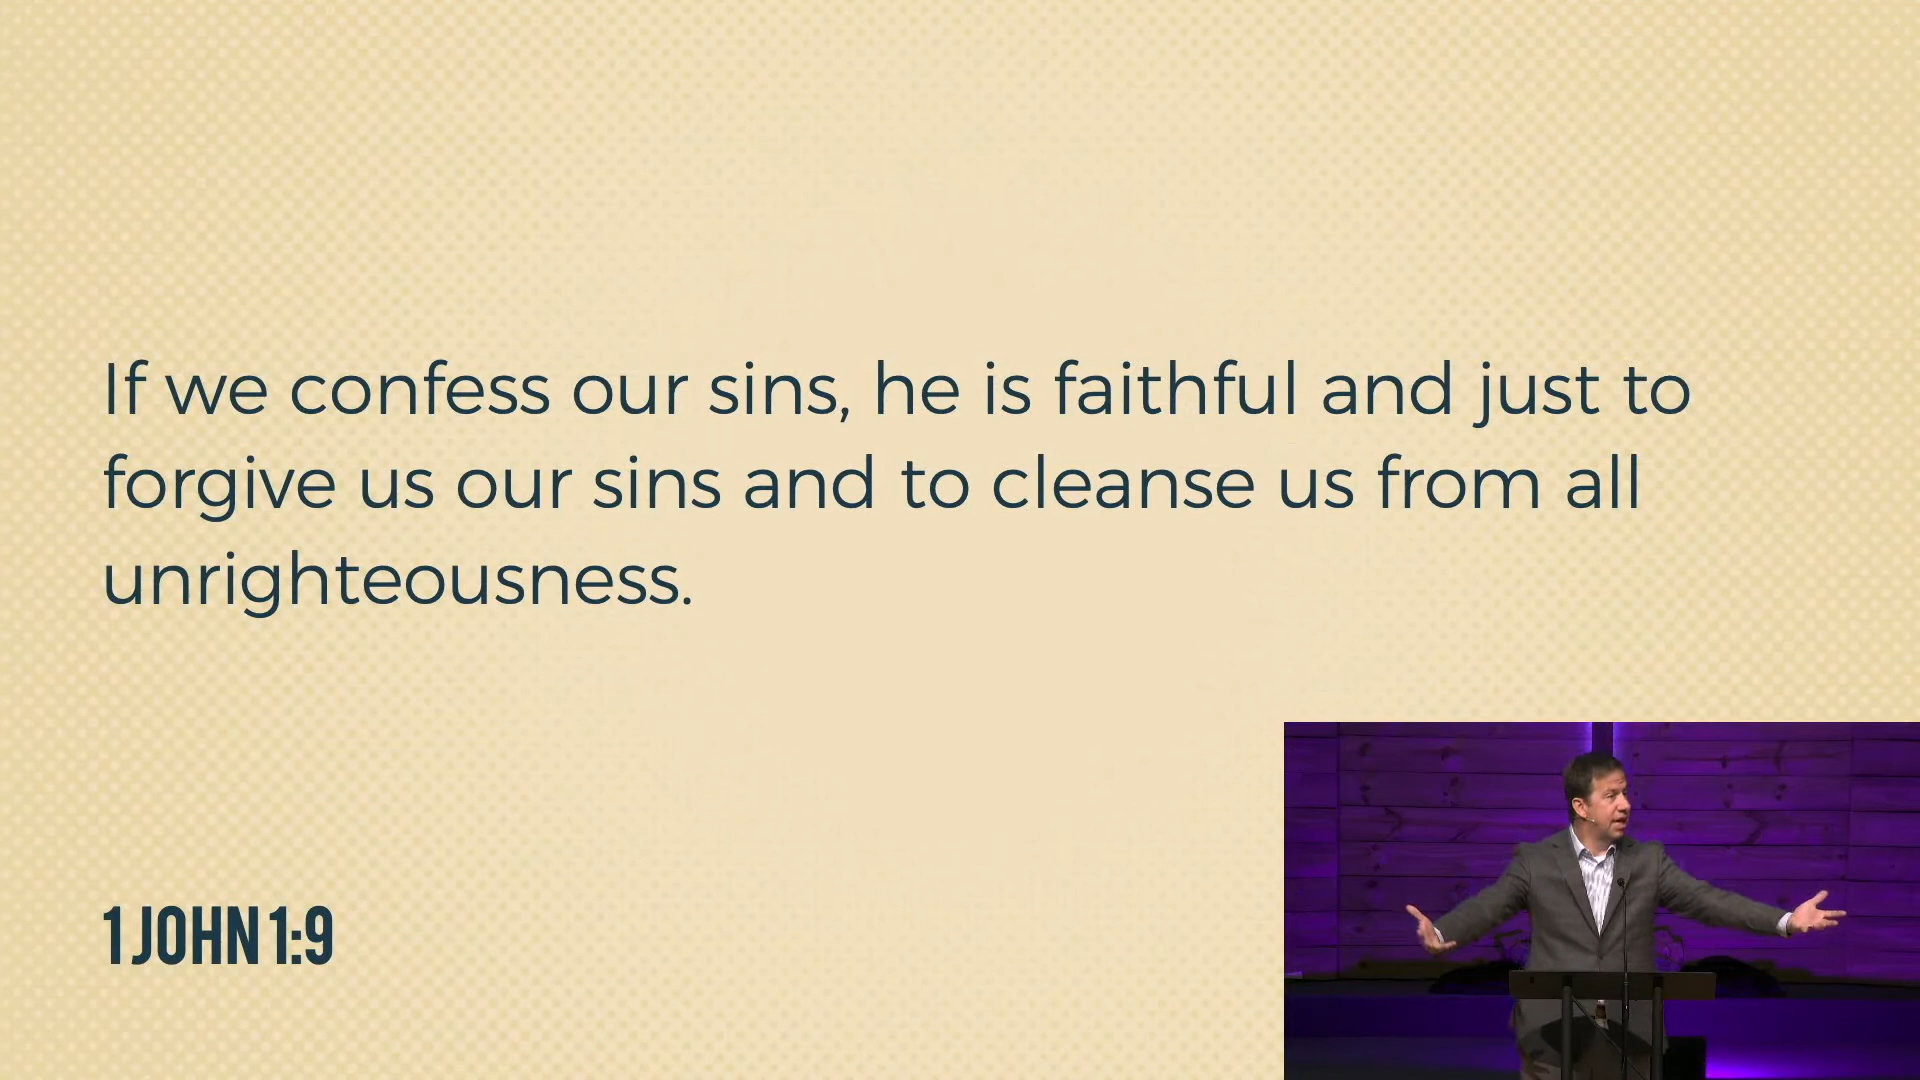 If we confess our sins, he is faithful and just to
forgive us our sins and to cleanse us from all
unrighteousness.
1 JOHN 1:9